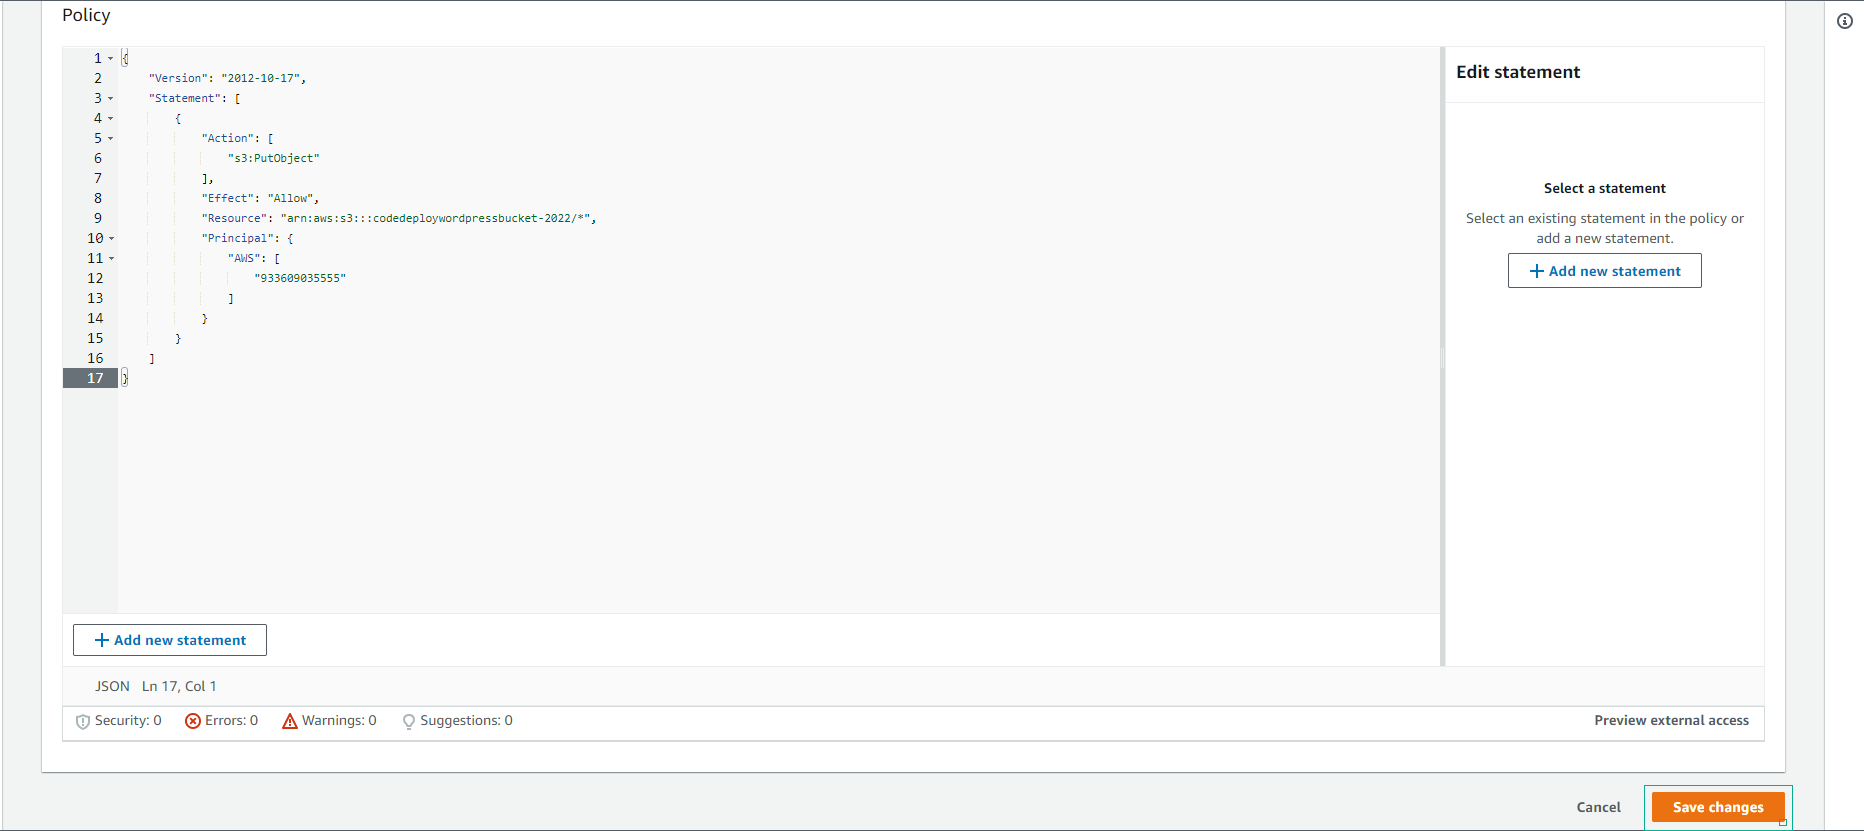 Policy
1 {
2 "Version": "2012-10-17",
3 "Statement": [
4 {
5 "Action": [
6 "s3:PutObject"
7 ],
8 "Effect": "Allow",
9 "Resource": "arn:aws:s3:::codedeploywordpressbucket-2022/*",
10 "Principal": {
11 "AWS": [
12 "933609035555"
13 ]
14 }
15 }
16 ]
17 }
Add new statement
JSON Ln 17, Col 1
Security: 0 Errors: 0 Warnings: 0 Suggestions: 0
Preview external access
Edit statement
Select a statement
Select an existing statement in the policy or
add a new statement.
Add new statement
Cancel
Save changes